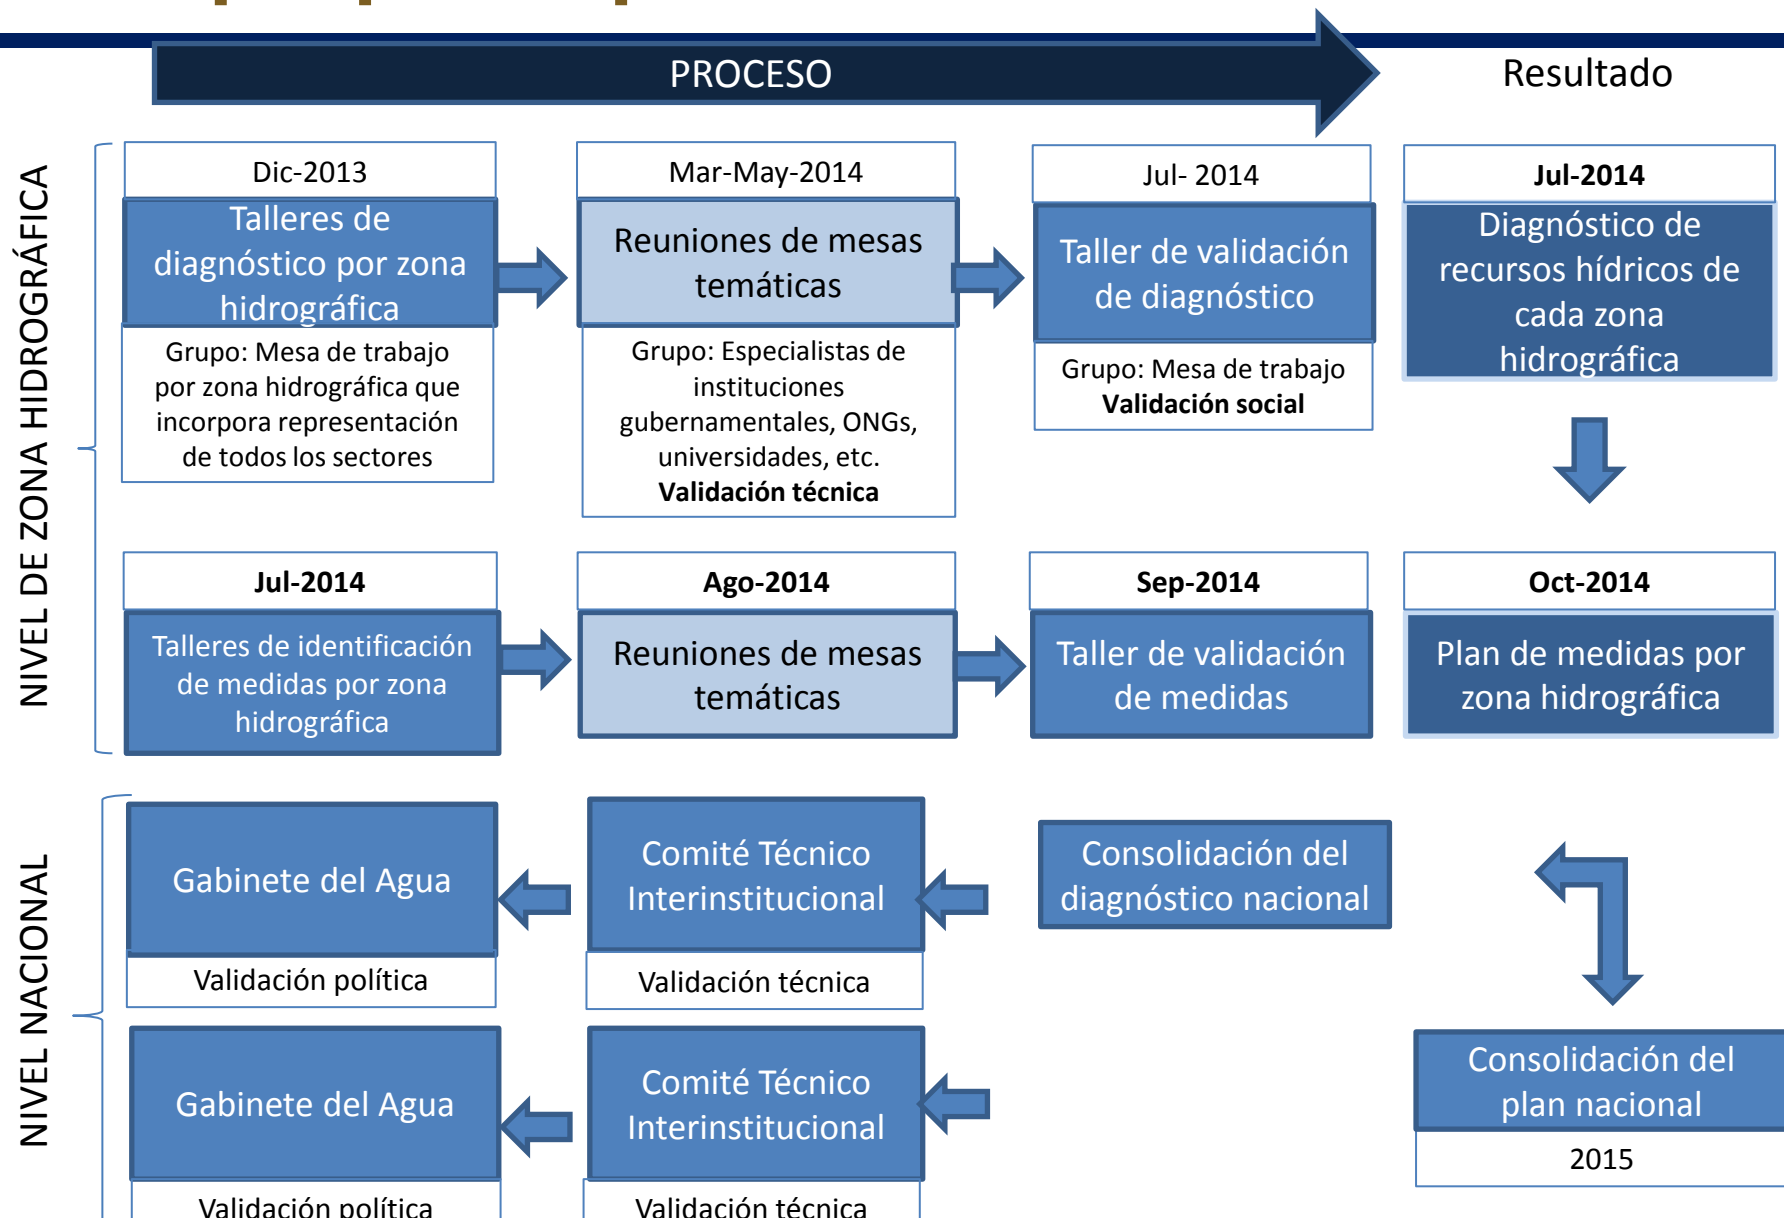 PROCESO
Resultado
NIVEL DE ZONA HIDROGRÁFICA
Dic-2013
Talleres de
diagnóstico por zona
hidrográfica
Grupo: Mesa de trabajo
por zona hidrográfica que
incorpora representación
de todos los sectores
Mar-May-2014
Reuniones de mesas
temáticas
Grupo: Especialistas de
instituciones
gubernamentales, ONGs,
universidades, etc.
Validación técnica
Jul- 2014
Taller de validación
de diagnóstico
Grupo: Mesa de trabajo
Validación social
Jul-2014
Diagnóstico de
recursos hídricos de
cada zona
hidrográfica
Jul-2014
Talleres de identificación
de medidas por zona
hidrográfica
Ago-2014
Reuniones de mesas
temáticas
Sep-2014
Taller de validación
de medidas
Oct-2014
Plan de medidas por
zona hidrográfica
NIVEL NACIONAL
Gabinete del Agua
Validación política
Comité Técnico
Interinstitucional
Validación técnica
Consolidación del
diagnóstico nacional
Gabinete del Agua
Validación política
Comité Técnico
Interinstitucional
Validación técnica
Consolidación del
plan nacional
2015